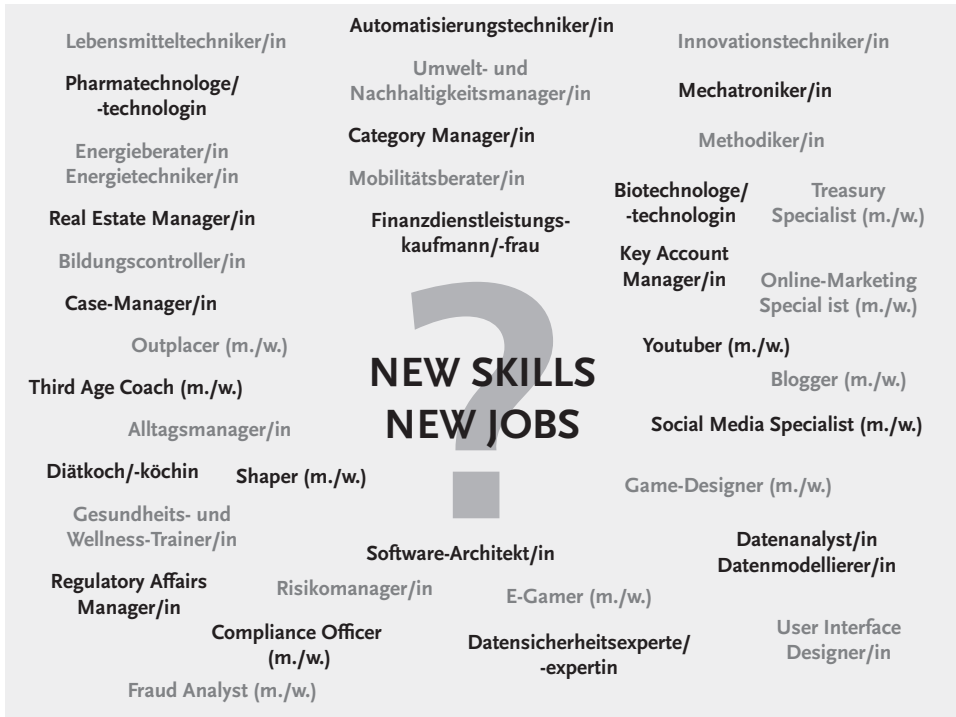 Automatisierungstechniker/in
Lebensmitteltechniker/in
Innovationstechniker/in
Umwelt- und
Nachhaltigkeitsmanager/in
Pharmatechnologe/
-technologin
Mechatroniker/in
Category Manager/in
Methodiker/in
Energieberater/in
Energietechniker/in
Mobilitätsberater/in
Biotechnologe/
-technologin
Treasury
Specialist (m./w.)
Real Estate Manager/in
Finanzdienstleistungs-
kaufmann/-frau
Key Account
Manager/in
Bildungscontroller/in
Online-Marketing
Special ist (m./w.)
Case-Manager/in
Outplacer (m./w.)
Youtuber (m./w.)
NEW SKILLS
NEW JOBS
Blogger (m./w.)
Third Age Coach (m./w.)
Alltagsmanager/in
Social Media Specialist (m./w.)
Diätkoch/-köchin
Shaper (m./w.)
Game-Designer (m./w.)
Gesundheits- und
Wellness-Trainer/in
Software-Architekt/in
Datenanalyst/in
Datenmodellierer/in
Regulatory Affairs
Manager/in
Risikomanager/in
E-Gamer (m./w.)
Compliance Officer
(m./w.)
Datensicherheitsexperte/
-expertin
User Interface
Designer/in
Fraud Analyst (m./w.)
?